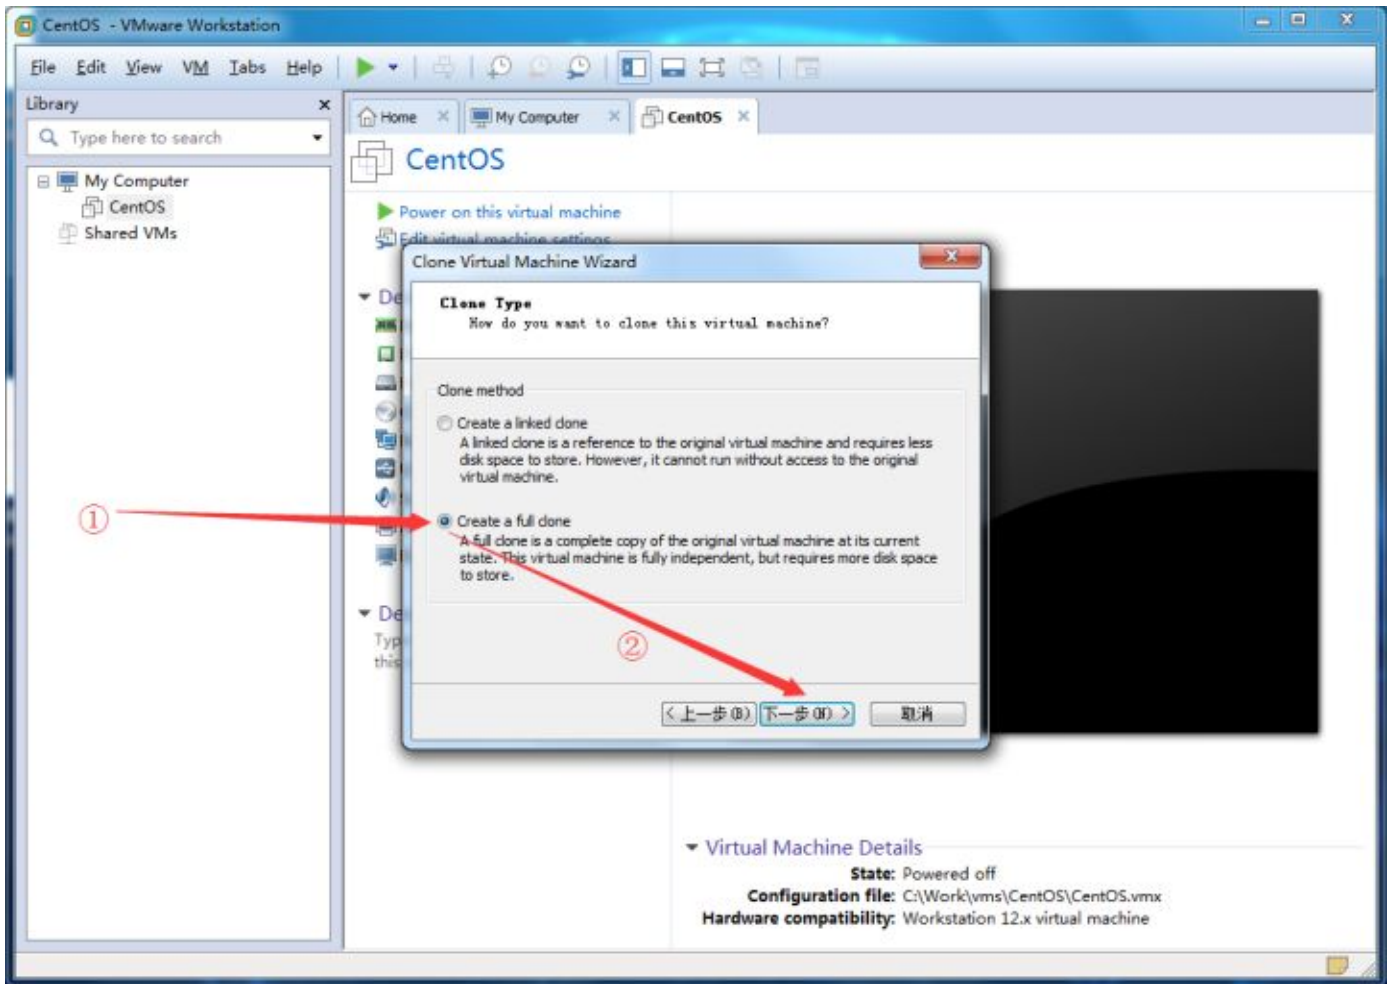 CentOS - VMware Workstation
File Edit View VM Tabs Help
Library
Type here to search
My Computer
CentOS
Shared VMs
Home
My Computer
CentOS
CentOS
Power on this virtual machine
Edit virtual machine settings
De
Clone Virtual Machine Wizard
Clone Type
How do you want to clone this virtual machine?
Clone method
Create a linked clone
A linked clone is a reference to the original virtual machine and requires less
disk space to store. However, it cannot run without access to the original
virtual machine.
①
Create a full clone
A full clone is a complete copy of the original virtual machine at its current
state. This virtual machine is fully independent, but requires more disk space
to store.
De
Typ
this
②
<上一步(B) 下一步(N) > 取消
Virtual Machine Details
State: Powered off
Configuration file: C:\Work\vms\CentOS\CentOS.vmx
Hardware compatibility: Workstation 12.x virtual machine